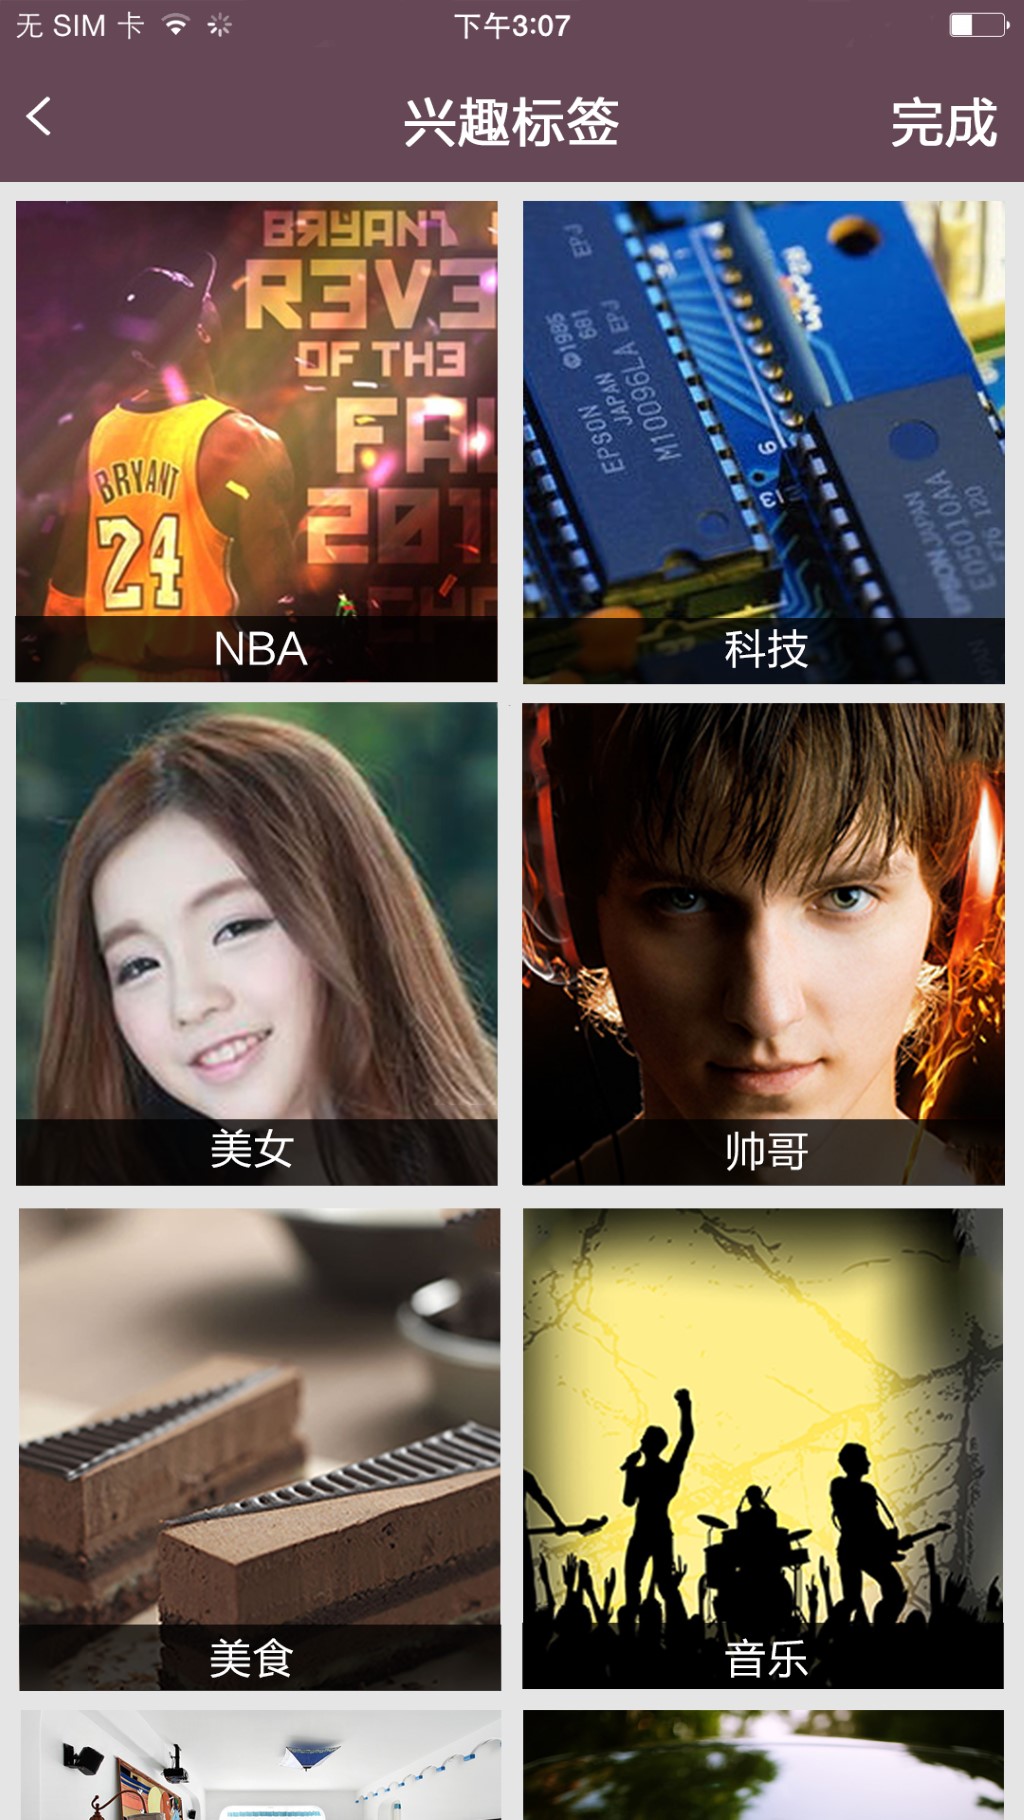 无 SIM 卡
下午3:07
兴趣标签
完成
BRYANT
R3V3
OF TH3
FA
201
BRYANT
24
NBA
EPJ
©1985
681
EPSON
JAPAN
M10096LA EPJ
9
13
EPSON JAPAN
E05010AA
科技
美女
帅哥
美食
音乐